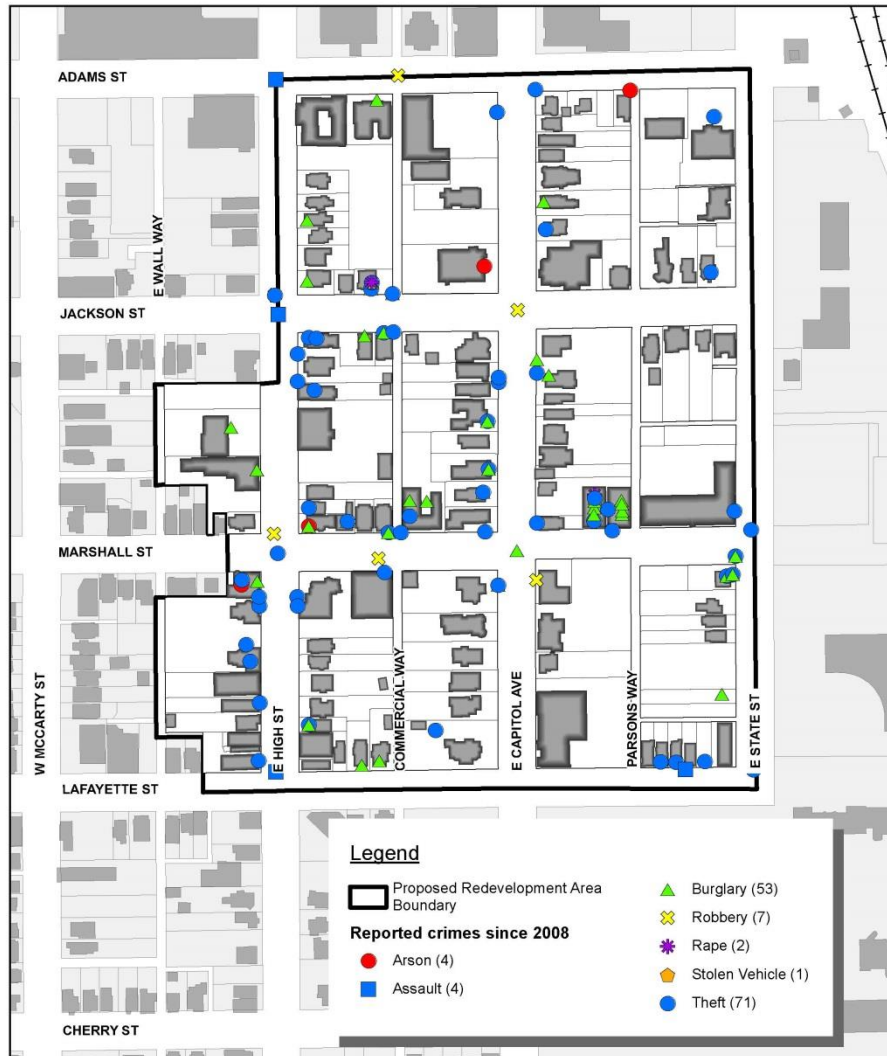 ADAMS ST
E WALL WAY
JACKSON ST
MARSHALL ST
W MCCARTY ST
E HIGH ST
COMMERCIAL WAY
E CAPITOL AVE
PARSONS WAY
E STATE ST
LAFAYETTE ST
Legend
Proposed Redevelopment Area
Boundary
Reported crimes since 2008
Arson (4)
Assault (4)
Burglary (53)
Robbery (7)
Rape (2)
Stolen Vehicle (1)
Theft (71)
CHERRY ST